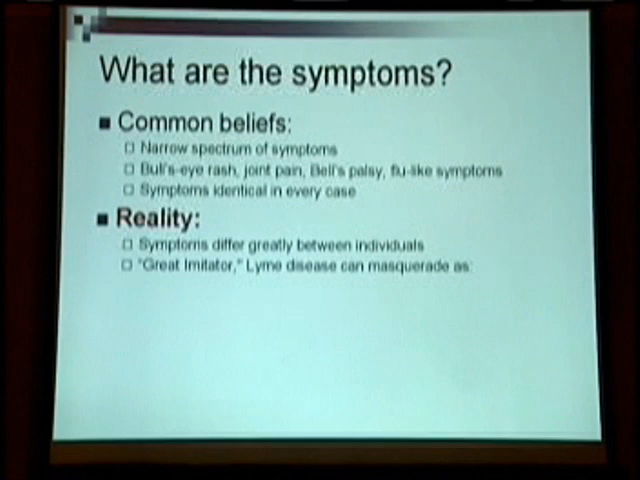 What are the symptoms?
Common beliefs:
Narrow spectrum of symptoms
Bull's-eye rash, joint pain, Bell's palsy, flu-like symptoms
Symptoms identical in every case
Reality:
Symptoms differ greatly between individuals
"Great Imitator," Lyme disease can masquerade as: